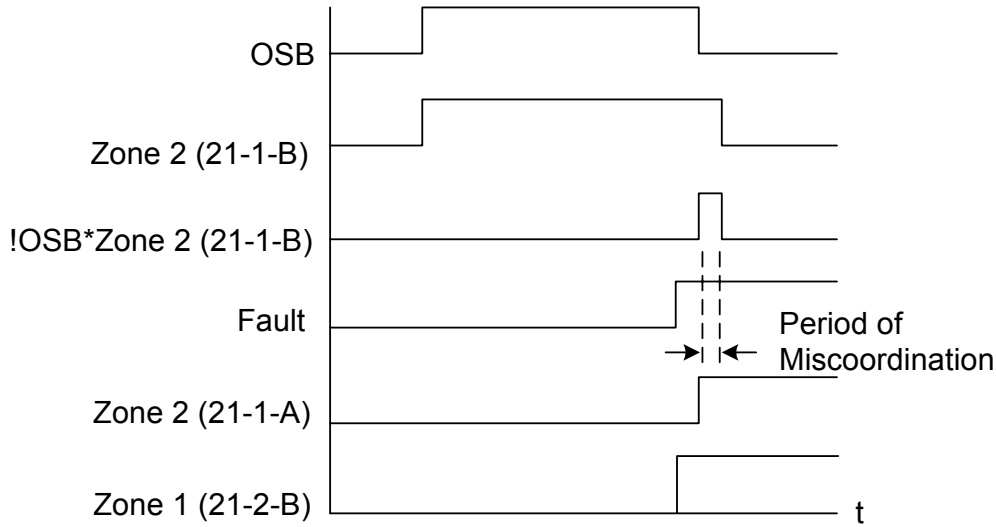 OSB
Zone 2 (21-1-B)
!OSB*Zone 2 (21-1-B)
Fault
Period of
Miscoordination
Zone 2 (21-1-A)
Zone 1 (21-2-B)
t